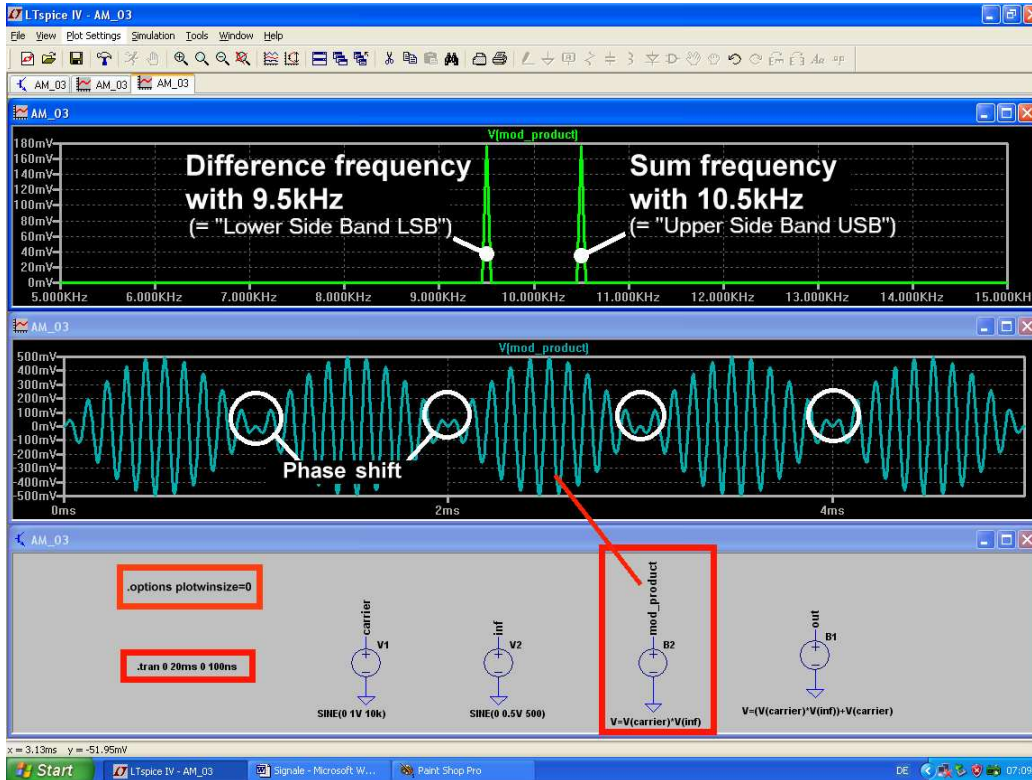 LTspice IV - AM_03
File View Plot Settings Simulation Tools Window Help
AM_03 AM_03 AM_03
AM_03
V(mod_product)
180mV
160mV
140mV
120mV
100mV
80mV
60mV
40mV
20mV
0mV
Difference frequency
with 9.5kHz
(= "Lower Side Band LSB")
Sum frequency
with 10.5kHz
(= "Upper Side Band USB")
5.000KHz 6.000KHz 7.000KHz 8.000KHz 9.000KHz 10.000KHz 11.000KHz 12.000KHz 13.000KHz 14.000KHz 15.000KH
AM_03
V(mod_product)
500mV
400mV
300mV
200mV
100mV
0mV
-100mV
-200mV
-300mV
-400mV
-500mV
Phase shift
0ms 2ms 4ms
AM_03
.options plotwinsize=0
.tran 0 20ms 0 100ns
carrier
V1
SINE(0 1V 10k)
inf
V2
SINE(0 0.5V 500)
mod_product
B2
V=V(carrier)*V(inf)
out
B1
V=(V(carrier)*V(inf))+V(carrier)
x = 3.13ms y = -51.95mV
Start LTspice IV - AM_03 Signale - Microsoft W... Paint Shop Pro DE 07:09